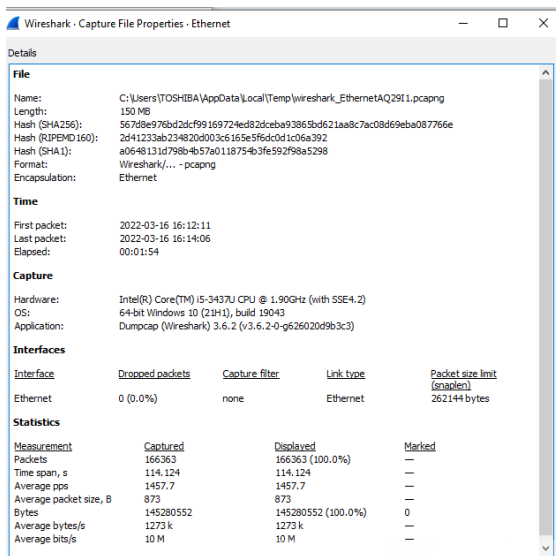 Wireshark · Capture File Properties · Ethernet
Details
File
Name: C:\Users\TOSHIBA\AppData\Local\Temp\wireshark_EthernetAQ29I1.pcapng
Length: 150 MB
Hash (SHA256): 567d8e976bd2dcf99169724ed82dceba93865bd621aa8c7ac08d69eba087766e
Hash (RIPEMD160): 2d41233ab234820d003c6165e5f6dc0d1c06a392
Hash (SHA1): a0648131d798b4b57a0118754b3fe592f98a5298
Format: Wireshark/... - pcapng
Encapsulation: Ethernet
Time
First packet: 2022-03-16 16:12:11
Last packet: 2022-03-16 16:14:06
Elapsed: 00:01:54
Capture
Hardware: Intel(R) Core(TM) i5-3437U CPU @ 1.90GHz (with SSE4.2)
OS: 64-bit Windows 10 (21H1), build 19043
Application: Dumpcap (Wireshark) 3.6.2 (v3.6.2-0-g626020d9b3c3)
Interfaces
Interface Dropped packets Capture filter Link type Packet size limit
(snaplen)
Ethernet 0 (0.0%) none Ethernet 262144 bytes
Statistics
Measurement Captured Displayed Marked
Packets 166363 166363 (100.0%) —
Time span, s 114.124 114.124 —
Average pps 1457.7 1457.7 —
Average packet size, B 873 873 —
Bytes 145280552 145280552 (100.0%) 0
Average bytes/s 1273 k 1273 k —
Average bits/s 10 M 10 M —